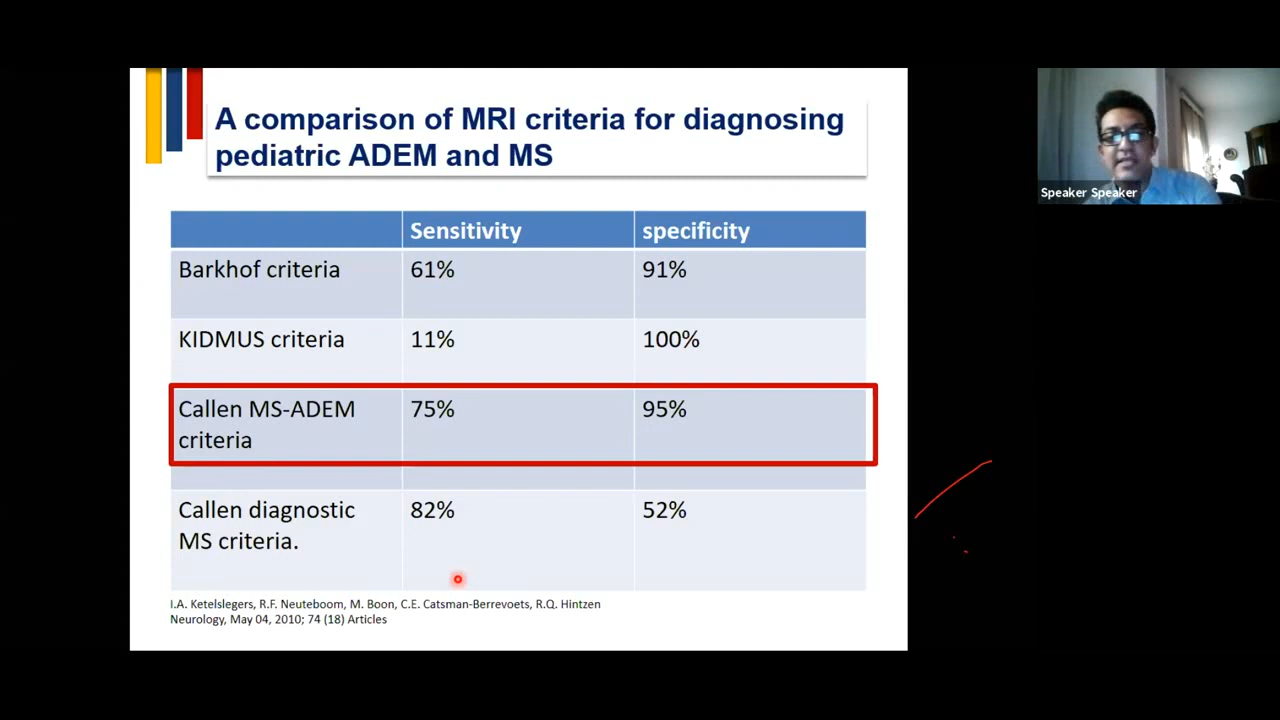 A comparison of MRI criteria for diagnosing
pediatric ADEM and MS
Sensitivity specificity
Barkhof criteria 61% 91%
KIDMUS criteria 11% 100%
Callen MS-ADEM 75% 95%
criteria
Callen diagnostic 82% 52%
MS criteria.
I.A. Ketelslegers, R.F. Neuteboom, M. Boon, C.E. Catsman-Berrevoets, R.Q. Hintzen
Neurology, May 04, 2010; 74 (18) Articles
Speaker Speaker